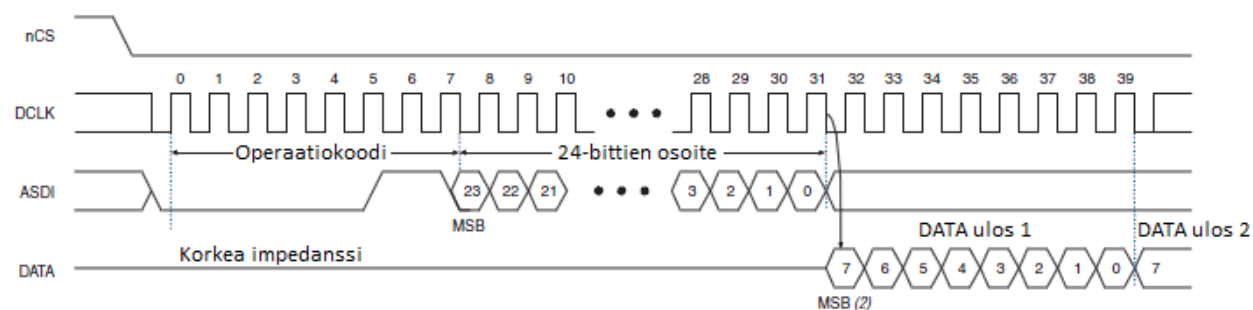 nCS
0 1 2 3 4 5 6 7 8 9 10 28 29 30 31 32 33 34 35 36 37 38 39
DCLK
Operaatiokoodi 24-bittien osoite
ASDI 23 22 21 3 2 1 0
MSB
DATA ulos 1 DATA ulos 2
Korkea impedanssi
DATA 7 6 5 4 3 2 1 0 7
MSB (2)